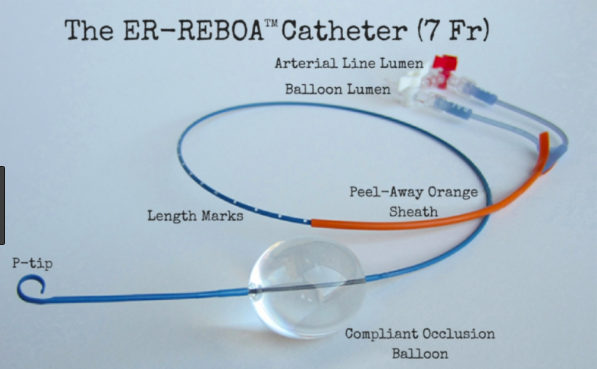 The ER-REBOA™ Catheter (7 Fr)
Arterial Line Lumen
Balloon Lumen
Peel-Away Orange
Sheath
Length Marks
P-tip
Compliant Occlusion
Balloon